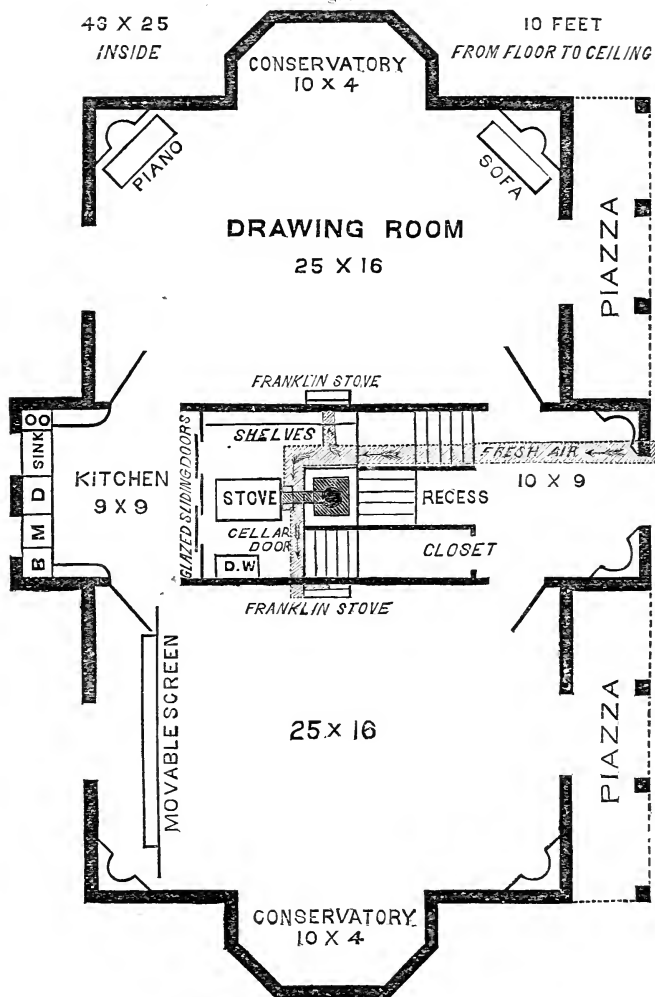 43 X 25
INSIDE
10 FEET
FROM FLOOR TO CEILING
CONSERVATORY
10 X 4
PIANO
SOFA
DRAWING ROOM
25 X 16
PIAZZA
FRANKLIN STOVE
OO
SINK
D
M
B
KITCHEN
9 X 9
GLAZED SLIDING DOORS
SHELVES
FRESH AIR
10 X 9
STOVE
RECESS
CELLAR
DOOR
CLOSET
D.W
FRANKLIN STOVE
MOVABLE SCREEN
25 X 16
PIAZZA
CONSERVATORY
10 X 4